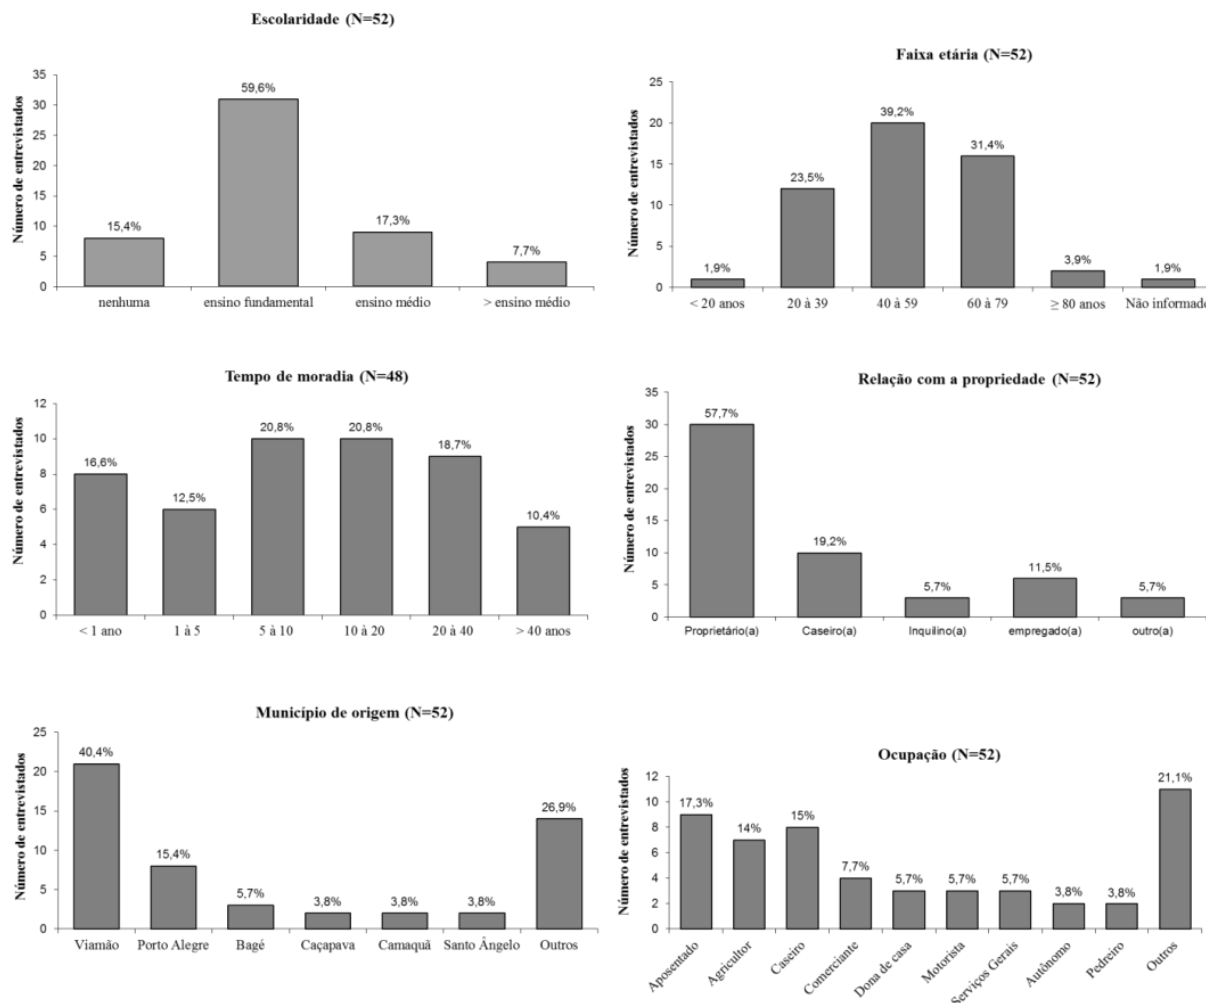 Escolaridade (N=52)
Número de entrevistados
35
30
25
20
15
10
5
0
15,4%
59,6%
17,3%
7,7%
nenhuma
ensino fundamental
ensino médio
> ensino médio
Faixa etária (N=52)
Número de entrevistados
25
20
15
10
5
0
1,9%
23,5%
39,2%
31,4%
3,9%
1,9%
< 20 anos
20 à 39
40 à 59
60 à 79
≥ 80 anos
Não informado
Tempo de moradia (N=48)
Número de entrevistados
12
10
8
6
4
2
0
16,6%
12,5%
20,8%
20,8%
18,7%
10,4%
< 1 ano
1 à 5
5 à 10
10 à 20
20 à 40
> 40 anos
Relação com a propriedade (N=52)
Número de entrevistados
35
30
25
20
15
10
5
0
57,7%
19,2%
5,7%
11,5%
5,7%
Proprietário(a)
Caseiro(a)
Inquilino(a)
empregado(a)
outro(a)
Município de origem (N=52)
Número de entrevistados
25
20
15
10
5
0
40,4%
15,4%
5,7%
3,8%
3,8%
3,8%
26,9%
Viamão
Porto Alegre
Bagé
Caçapava
Camaquã
Santo Ângelo
Outros
Ocupação (N=52)
Número de entrevistados
12
10
8
6
4
2
0
17,3%
14%
15%
7,7%
5,7%
5,7%
5,7%
3,8%
3,8%
21,1%
Aposentado
Agricultor
Caseiro
Comerciante
Dona de casa
Motorista
Serviços Gerais
Autônomo
Pedreiro
Outros